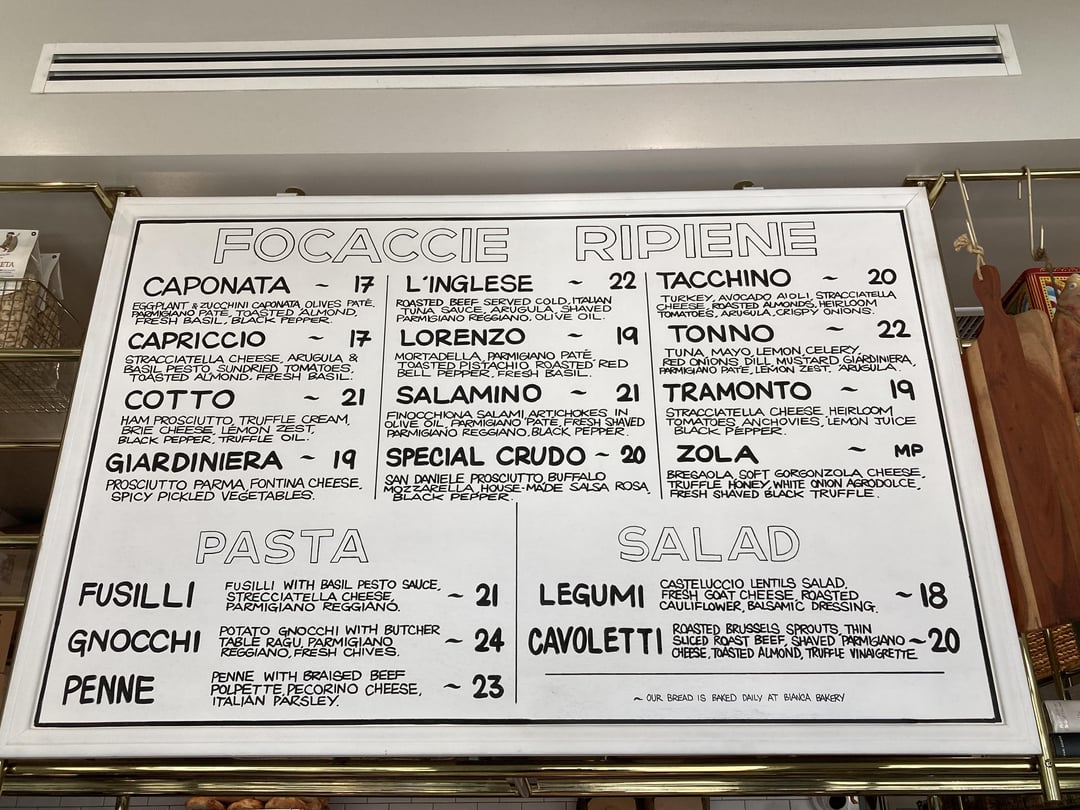 FOCACCIE RIPIENE
CAPONATA ~ 17
EGGPLANT & ZUCCHINI CAPONATA, OLIVES PATÈ,
PARMIGIANO PATÈ, TOASTED ALMOND,
FRESH BASIL, BLACK PEPPER.
CAPRICCIO ~ 17
STRACCIATELLA CHEESE, ARUGULA &
BASIL PESTO, SUNDRIED TOMATOES,
TOASTED ALMOND, FRESH BASIL.
COTTO ~ 21
HAM PROSCIUTTO, TRUFFLE CREAM,
BRIE CHEESE, LEMON ZEST,
BLACK PEPPER, TRUFFLE OIL.
GIARDINIERA ~ 19
PROSCIUTTO PARMA, FONTINA CHEESE,
SPICY PICKLED VEGETABLES.
L'INGLESE ~ 22
ROASTED BEEF SERVED COLD, ITALIAN
TUNA SAUCE, ARUGULA, SHAVED
PARMIGIANO REGGIANO, OLIVE OIL.
LORENZO ~ 19
MORTADELLA, PARMIGIANO PATÈ
TOASTED PISTACHIO, ROASTED RED
BELL PEPPER, FRESH BASIL.
SALAMINO ~ 21
FINOCCHIONA SALAMI, ARTICHOKES IN
OLIVE OIL, PARMIGIANO PATÈ, FRESH SHAVED
PARMIGIANO REGGIANO, BLACK PEPPER.
SPECIAL CRUDO ~ 20
SAN DANIELE PROSCIUTTO, BUFFALO
MOZZARELLA, HOUSE-MADE SALSA ROSA,
BLACK PEPPER.
TACCHINO ~ 20
TURKEY, AVOCADO AIOLI, STRACCIATELLA
CHEESE, ROASTED ALMONDS, HEIRLOOM
TOMATOES, ARUGULA, CRISPY ONIONS.
TONNO ~ 22
TUNA, MAYO, LEMON, CELERY,
RED ONIONS, DILL, MUSTARD GIARDINIERA,
PARMIGIANO PATE, LEMON ZEST, ARUGULA.
TRAMONTO ~ 19
STRACCIATELLA CHEESE, HEIRLOOM
TOMATOES, ANCHOVIES, LEMON JUICE
BLACK PEPPER.
ZOLA ~ MP
BREGAOLA, SOFT GORGONZOLA CHEESE,
TRUFFLE HONEY, WHITE ONION AGRODOLCE,
FRESH SHAVED BLACK TRUFFLE.
PASTA
FUSILLI FUSILLI WITH BASIL PESTO SAUCE, ~ 21
STRECCIATELLA CHEESE,
PARMIGIANO REGGIANO.
GNOCCHI POTATO GNOCCHI WITH BUTCHER ~ 24
TABLE RAGU, PARMIGIANO
REGGIANO, FRESH CHIVES.
PENNE PENNE WITH BRAISED BEEF ~ 23
POLPETTE, PECORINO CHEESE,
ITALIAN PARSLEY.
SALAD
LEGUMI CASTELUCCIO LENTILS SALAD, ~ 18
FRESH GOAT CHEESE, ROASTED
CAULIFLOWER, BALSAMIC DRESSING.
CAVOLETTI ROASTED BRUSSELS SPROUTS, THIN ~ 20
SLICED ROAST BEEF, SHAVED PARMIGIANO
CHEESE, TOASTED ALMOND, TRUFFLE VINAIGRETTE
~ OUR BREAD IS BAKED DAILY AT BIANCA BAKERY